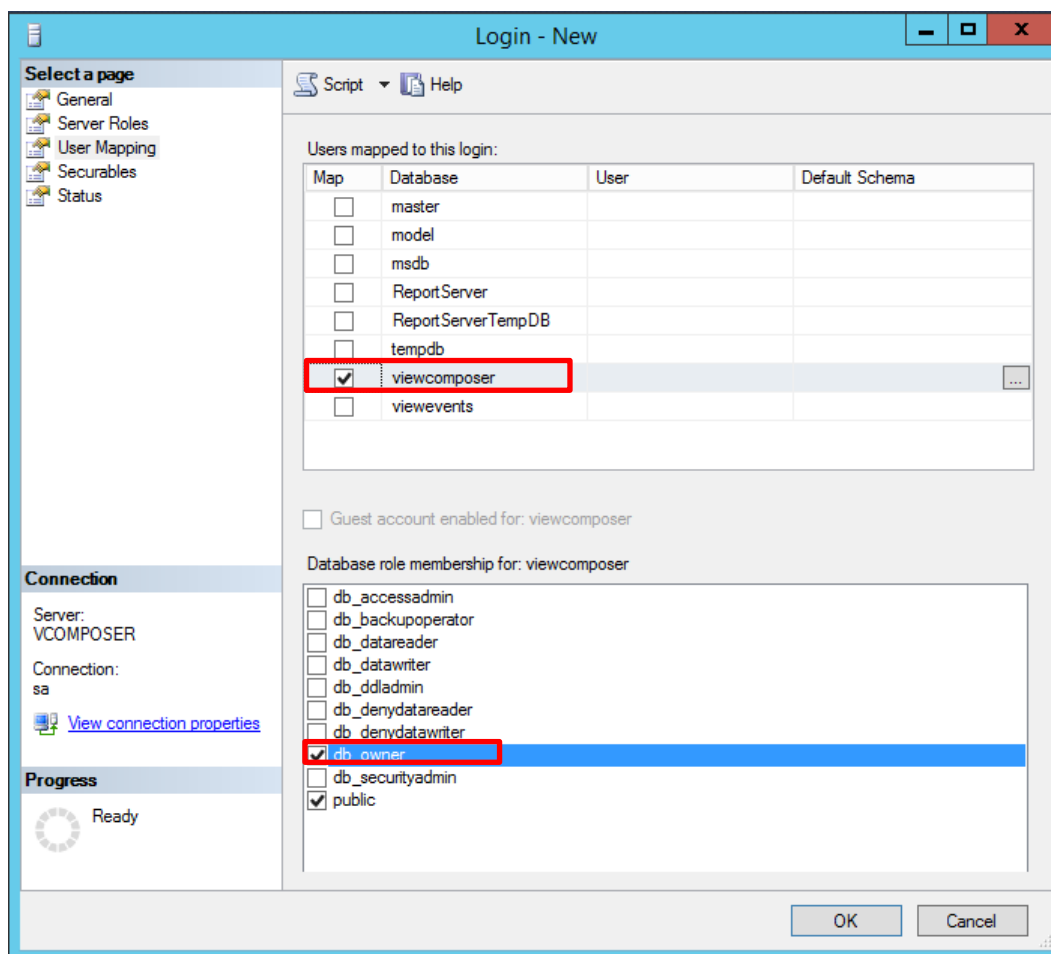 Login - New
Select a page
General
Server Roles
User Mapping
Securables
Status
Script
Help
Users mapped to this login:
Map Database User Default Schema
master
model
msdb
ReportServer
ReportServerTempDB
tempdb
viewcomposer ...
viewevents
Guest account enabled for: viewcomposer
Database role membership for: viewcomposer
db_accessadmin
db_backupoperator
db_datareader
db_datawriter
db_ddladmin
db_denydatareader
db_denydatawriter
db_owner
db_securityadmin
public
Connection
Server:
VCOMPOSER
Connection:
sa
View connection properties
Progress
Ready
OK Cancel